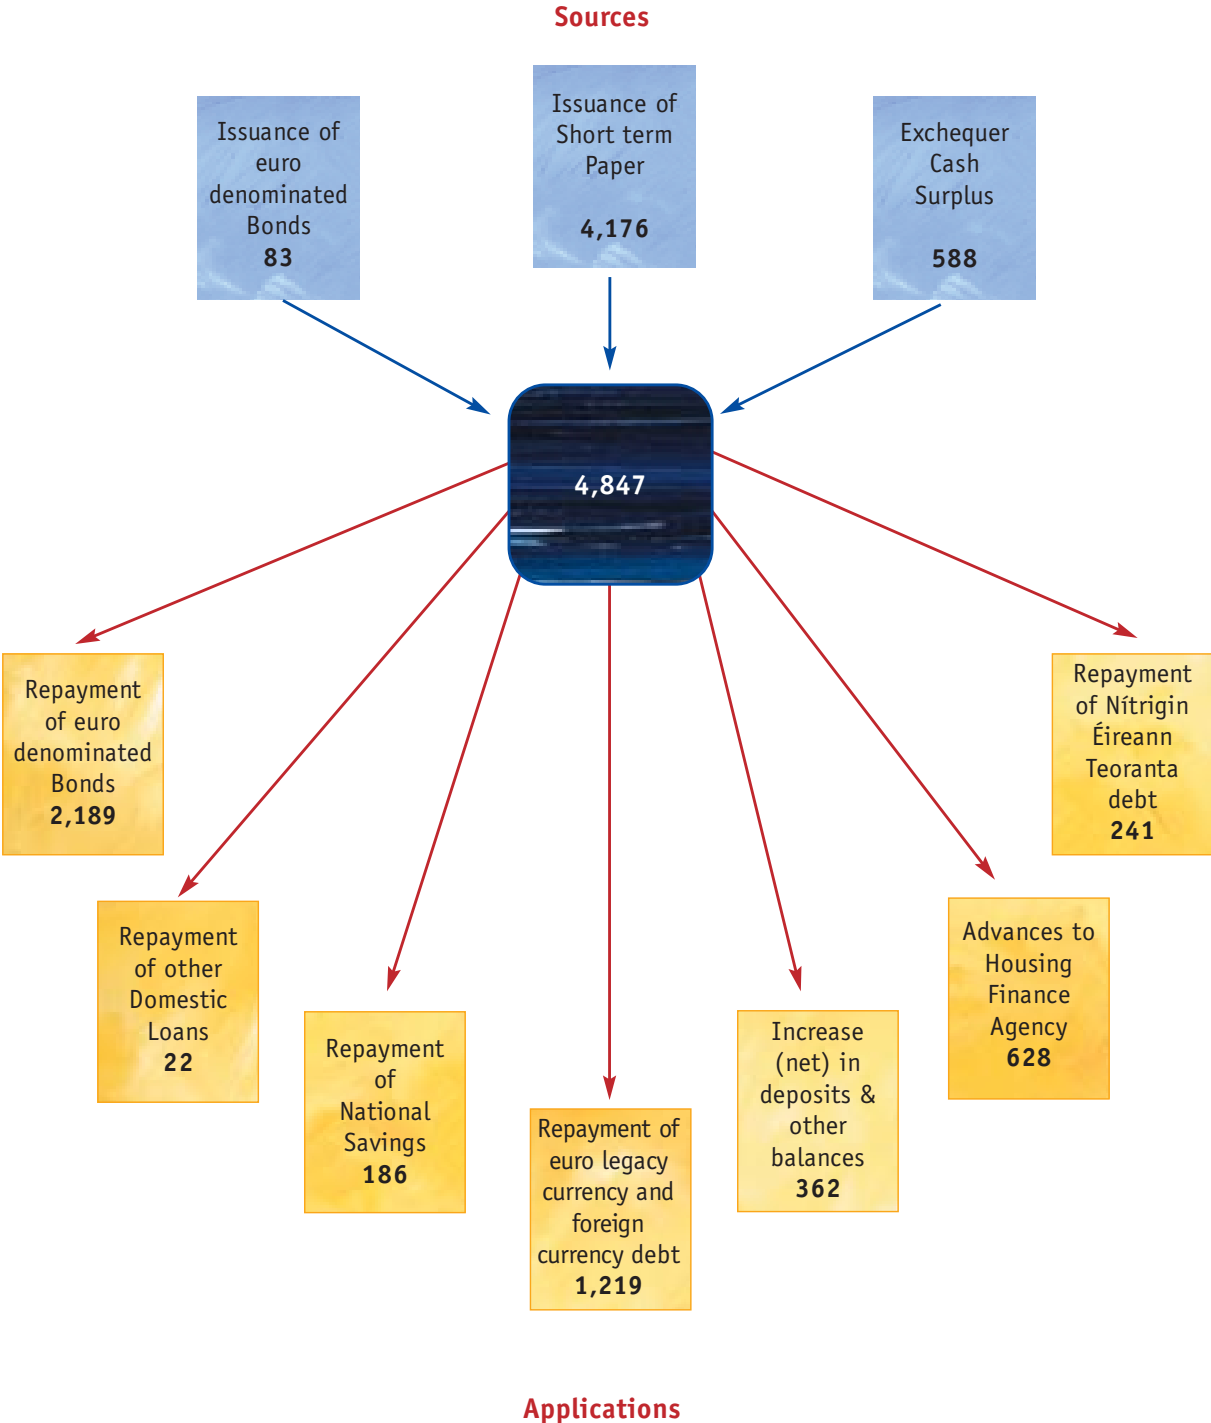 Sources
Issuance of
euro
denominated
Bonds
83
Issuance of
Short term
Paper
4,176
Exchequer
Cash
Surplus
588
4,847
Repayment
of euro
denominated
Bonds
2,189
Repayment
of other
Domestic
Loans
22
Repayment
of
National
Savings
186
Repayment of
euro legacy
currency and
foreign
currency debt
1,219
Increase
(net) in
deposits &
other
balances
362
Advances to
Housing
Finance
Agency
628
Repayment
of Nítrigin
Éireann
Teoranta
debt
241
Applications